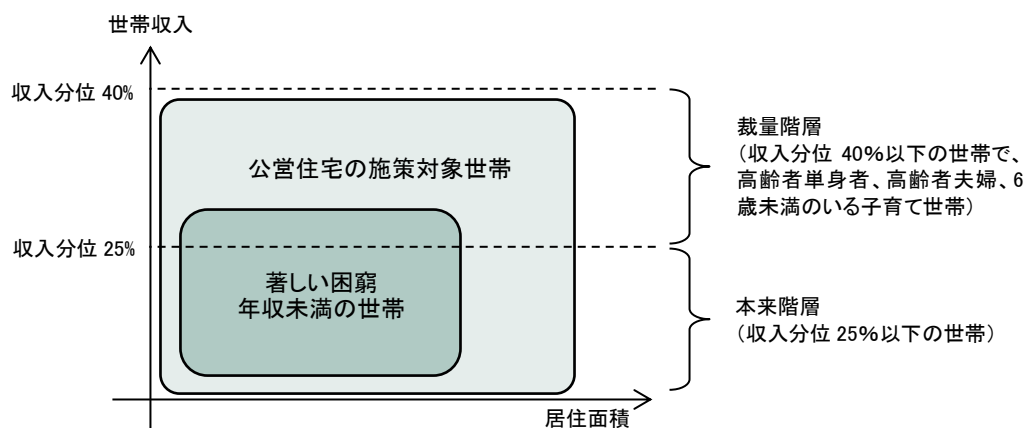 世帯収入
収入分位 40%
公営住宅の施策対象世帯
裁量階層
（収入分位 40％以下の世帯で、
高齢者単身者、高齢者夫婦、6
歳未満のいる子育て世帯）
収入分位 25%
著しい困窮
年収未満の世帯
本来階層
（収入分位 25％以下の世帯）
居住面積